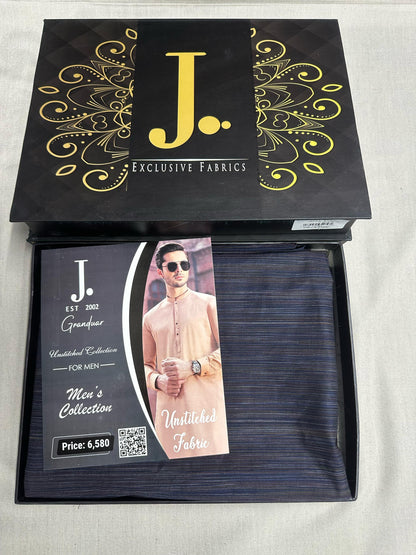 J.
EXCLUSIVE FABRICS
J.
EST 2002
Granduar
Unstitched Collection
FOR MEN
Men's
Collection
Price: 6,580
Unstitched
Fabric